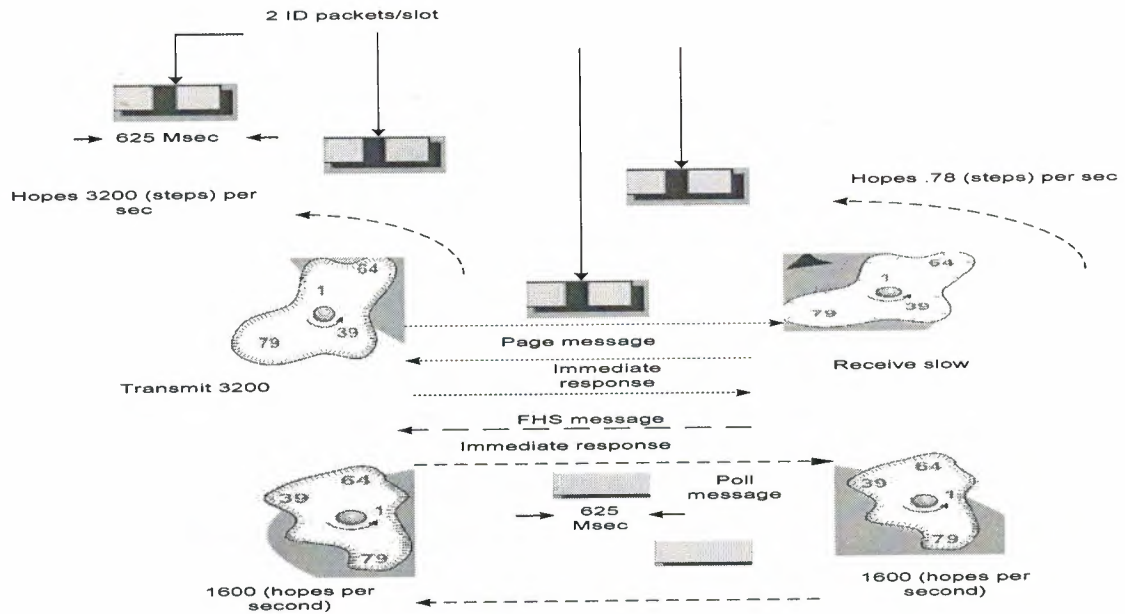 2 ID packets/slot
625 Msec
Hopes 3200 (steps) per
sec
Hopes .78 (steps) per sec
64
1
39
79
64
1
39
79
Page message
Transmit 3200
Immediate
response
Receive slow
FHS message
Immediate response
64
39
1
79
Poll
message
625
Msec
64
39
1
79
1600 (hopes per
second)
1600 (hopes per
second)